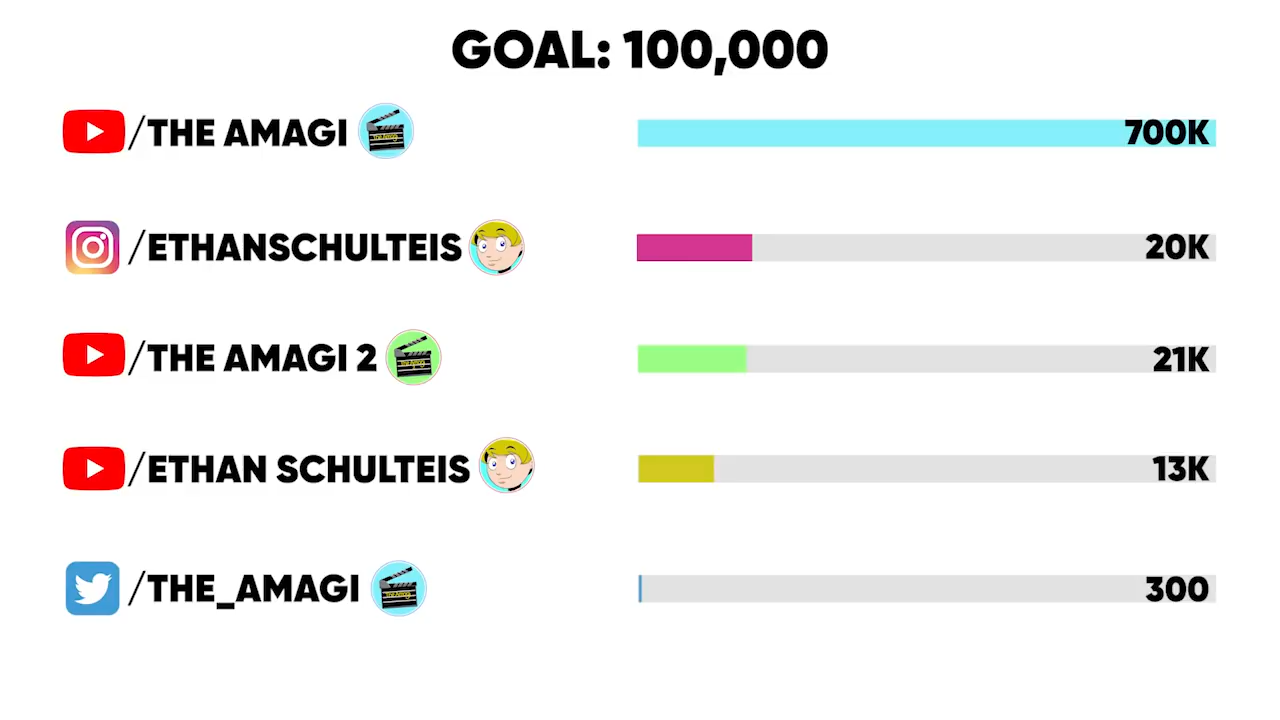 GOAL: 100,000
/THE AMAGI 700K
/ETHANSCHULTEIS 20K
/THE AMAGI 2 21K
/ETHAN SCHULTEIS 13K
/THE_AMAGI 300